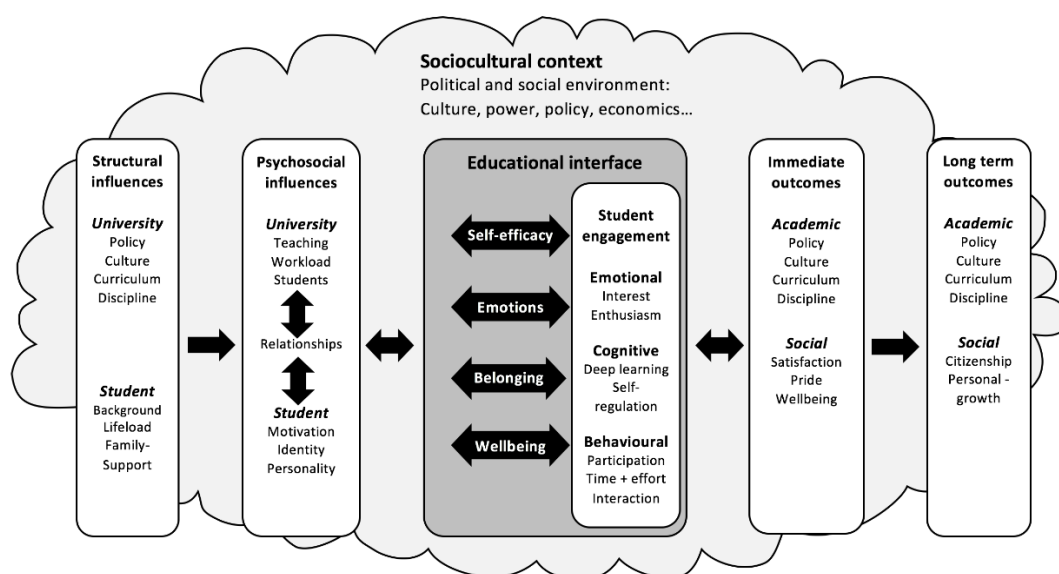 Sociocultural context
Political and social environment:
Culture, power, policy, economics…
Structural
influences
University
Policy
Culture
Curriculum
Discipline
Student
Background
Lifeload
Family-
Support
Psychosocial
influences
University
Teaching
Workload
Students
Relationships
Student
Motivation
Identity
Personality
Educational interface
Self-efficacy
Emotions
Belonging
Wellbeing
Student
engagement
Emotional
Interest
Enthusiasm
Cognitive
Deep learning
Self-
regulation
Behavioural
Participation
Time + effort
Interaction
Immediate
outcomes
Academic
Policy
Culture
Curriculum
Discipline
Social
Satisfaction
Pride
Wellbeing
Long term
outcomes
Academic
Policy
Culture
Curriculum
Discipline
Social
Citizenship
Personal -
growth